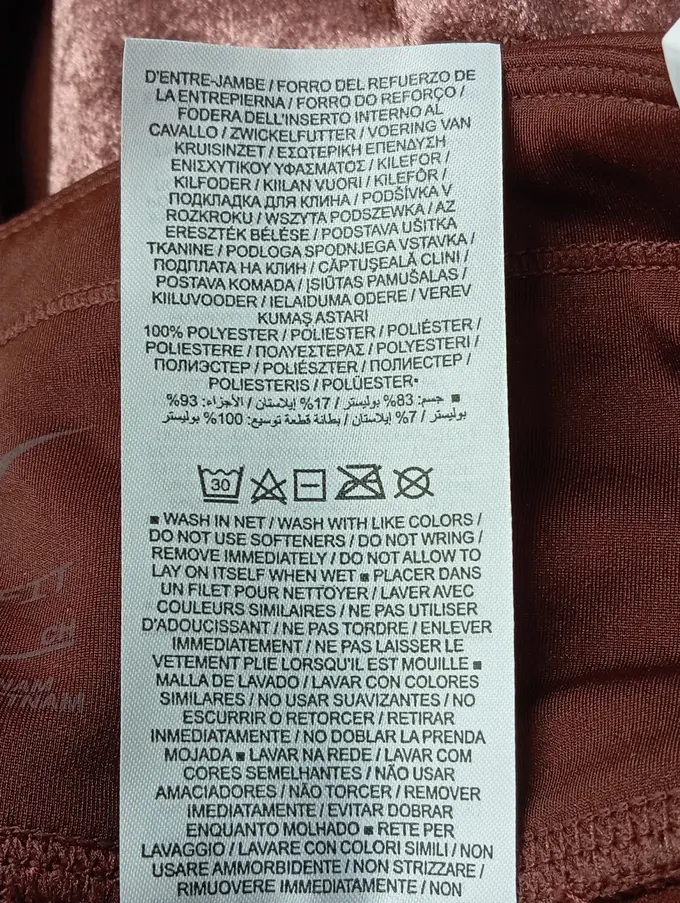 D'ENTRE-JAMBE / FORRO DEL REFUERZO DE
LA ENTREPIERNA / FORRO DO REFORÇO /
FODERA DELL'INSERTO INTERNO AL
CAVALLO / ZWICKELFUTTER / VOERING VAN
KRUISINZET / ΕΣΩΤΕΡΙΚΗ ΕΠΕΝΔΥΣΗ
ΕΝΙΣΧΥΤΙΚΟΥ ΥΦΑΣΜΑΤΟΣ / KILEFOR /
KILFODER / KIILAN VUORI / KILEFÔR /
ПОДКЛАДКА ДЛЯ КЛИНА / PODŠÍVKA V
ROZKROKU / WSZYTA PODSZEWKA / AZ
ERESZTÉK BÉLÉSE / PODSTAVA UŠITKA
TKANINE / PODLOGA SPODNJEGA VSTAVKA /
ПОДПЛАТА НА КЛИН / CĂPTUŞEALĂ CLINI /
POSTAVA KOMADA / ĮSIŪTAS PAMUŠALAS /
KIILUVOODER / IELAIDUMA ODERE / VEREV
KUMAŞ ASTARI
100% POLYESTER / POLIESTER / POLIÉSTER /
POLIESTERE / ΠΟΛΥΕΣΤΕΡΑΣ / POLYESTERI /
ПОЛИЭСТЕР / POLIÉSZTER / ПОЛИЕСТЕР /
POLIESTERIS / POLÜESTER▪
■ جسم: 83% بوليستر / 17% إيلاستان / الأجزاء: 93%
بوليستر / 7% إيلاستان / بطانة قطعة توسيع: 100% بوليستر
30
■ WASH IN NET / WASH WITH LIKE COLORS /
DO NOT USE SOFTENERS / DO NOT WRING /
REMOVE IMMEDIATELY / DO NOT ALLOW TO
LAY ON ITSELF WHEN WET ■ PLACER DANS
UN FILET POUR NETTOYER / LAVER AVEC
COULEURS SIMILAIRES / NE PAS UTILISER
D'ADOUCISSANT / NE PAS TORDRE / ENLEVER
IMMEDIATEMENT / NE PAS LAISSER LE
VETEMENT PLIE LORSQU'IL EST MOUILLE ■
MALLA DE LAVADO / LAVAR CON COLORES
SIMILARES / NO USAR SUAVIZANTES / NO
ESCURRIR O RETORCER / RETIRAR
INMEDIATAMENTE / NO DOBLAR LA PRENDA
MOJADA ■ LAVAR NA REDE / LAVAR COM
CORES SEMELHANTES / NÃO USAR
AMACIADORES / NÃO TORCER / REMOVER
IMEDIATAMENTE / EVITAR DOBRAR
ENQUANTO MOLHADO ■ RETE PER
LAVAGGIO / LAVARE CON COLORI SIMILI / NON
USARE AMMORBIDENTE / NON STRIZZARE /
RIMUOVERE IMMEDIATAMENTE / NON